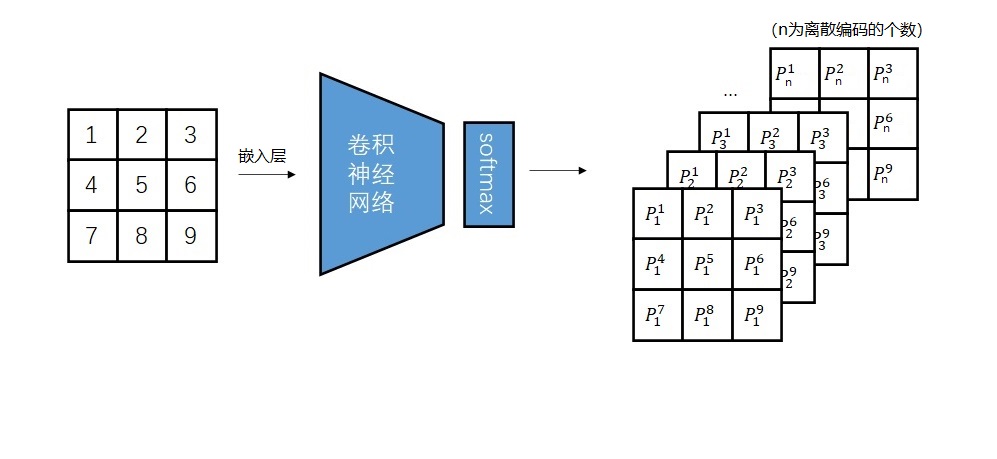 (n为离散编码的个数)
1 2 3
4 5 6
7 8 9
嵌入层
卷积
神经
网络
softmax
...
P_n^1 P_n^2 P_n^3
P_n^6
P_n^9
P_3^1 P_3^2 P_3^3
P_3^6
P_3^9
P_2^1 P_2^2 P_2^3
P_2^6
P_2^9
P_1^1 P_1^2 P_1^3
P_1^4 P_1^5 P_1^6
P_1^7 P_1^8 P_1^9